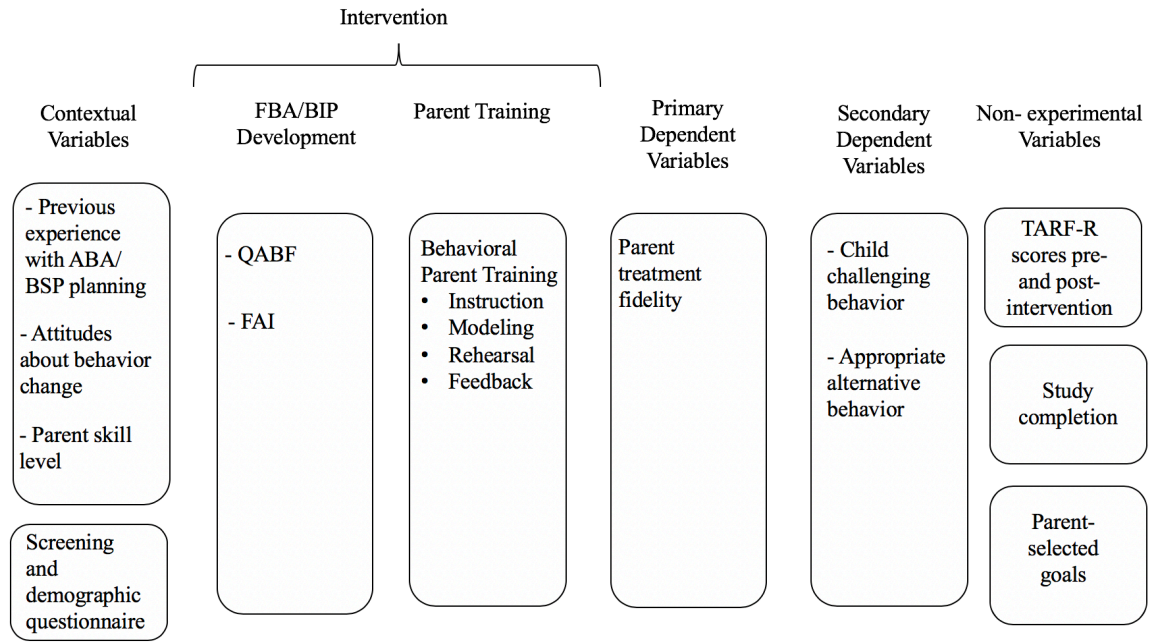 Intervention
Contextual
Variables
- Previous
experience
with ABA/
BSP planning
- Attitudes
about behavior
change
- Parent skill
level
Screening
and
demographic
questionnaire
FBA/BIP
Development
- QABF
- FAI
Parent Training
Behavioral
Parent Training
• Instruction
• Modeling
• Rehearsal
• Feedback
Primary
Dependent
Variables
Parent
treatment
fidelity
Secondary
Dependent
Variables
- Child
challenging
behavior
- Appropriate
alternative
behavior
Non- experimental
Variables
TARF-R
scores pre-
and post-
intervention
Study
completion
Parent-
selected
goals